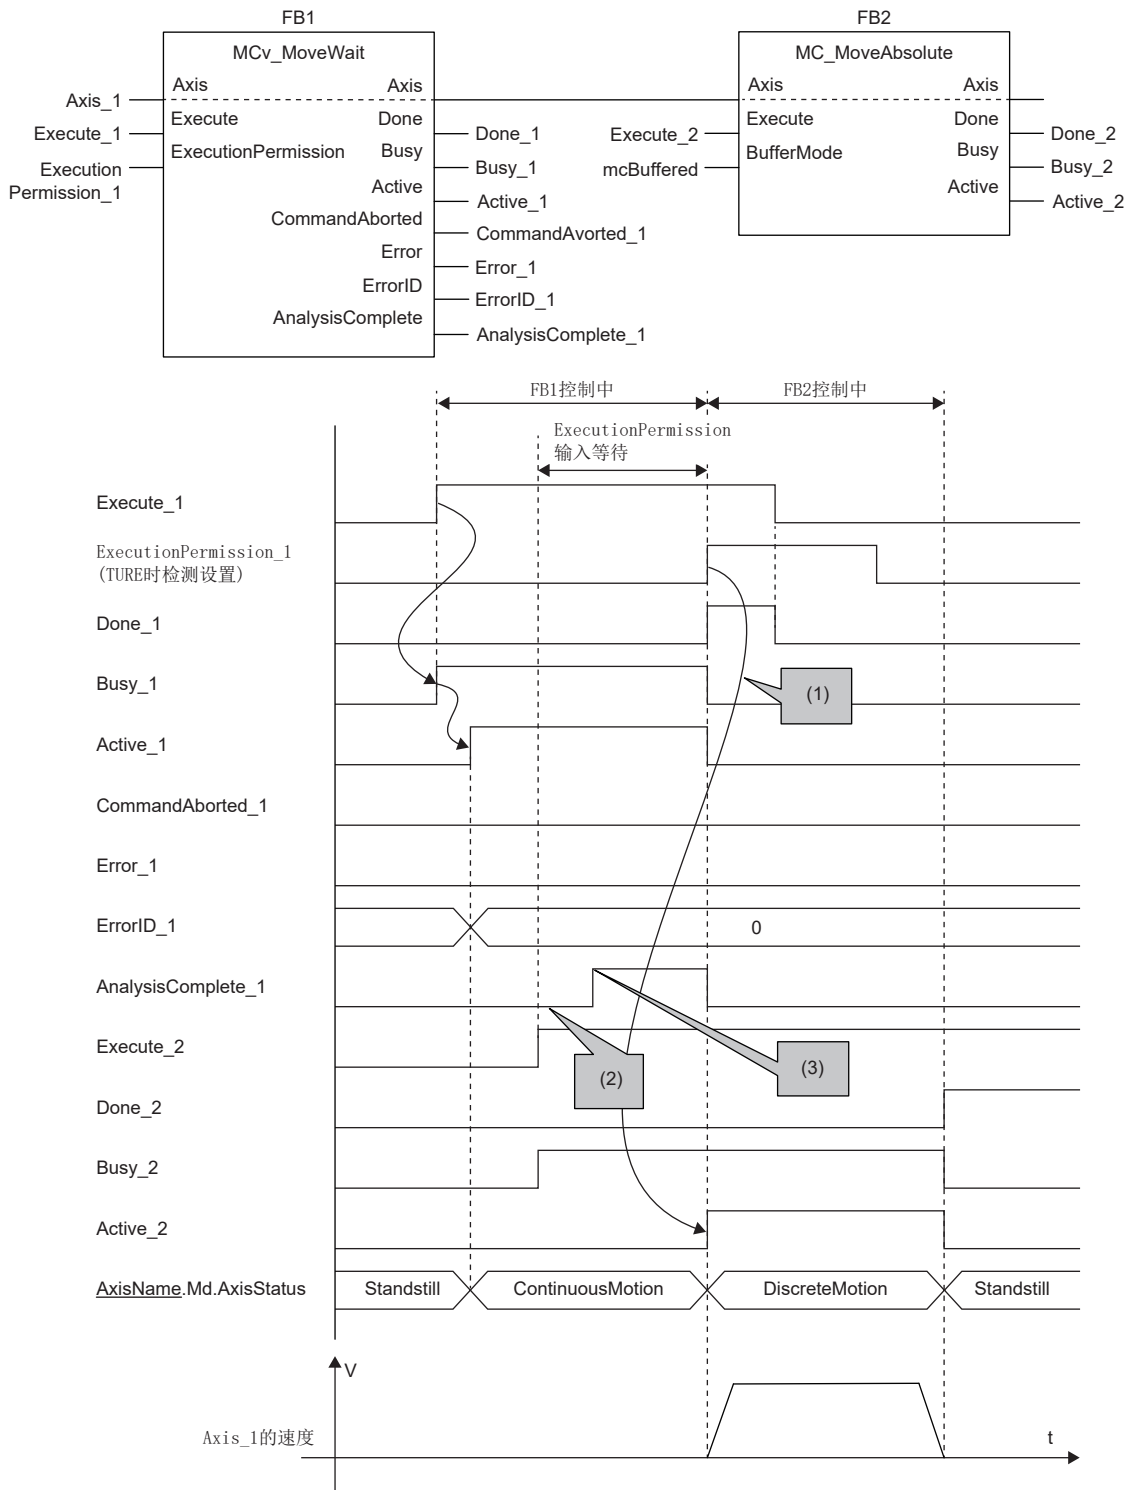 FB1
FB2
MCv_MoveWait
Axis
Axis
Execute
Done
ExecutionPermission
Busy
Active
CommandAborted
Error
ErrorID
AnalysisComplete
Axis_1
Execute_1
Execution
Permission_1
Done_1
Busy_1
Active_1
CommandAvorted_1
Error_1
ErrorID_1
AnalysisComplete_1
MC_MoveAbsolute
Axis
Axis
Execute
Done
BufferMode
Busy
Active
Execute_2
mcBuffered
Done_2
Busy_2
Active_2
FB1控制中
FB2控制中
ExecutionPermission
输入等待
Execute_1
ExecutionPermission_1
(TURE时检测设置)
Done_1
Busy_1
(1)
Active_1
CommandAborted_1
Error_1
ErrorID_1
0
AnalysisComplete_1
Execute_2
(2)
(3)
Done_2
Busy_2
Active_2
AxisName.Md.AxisStatus
Standstill
ContinuousMotion
DiscreteMotion
Standstill
V
Axis_1的速度
t